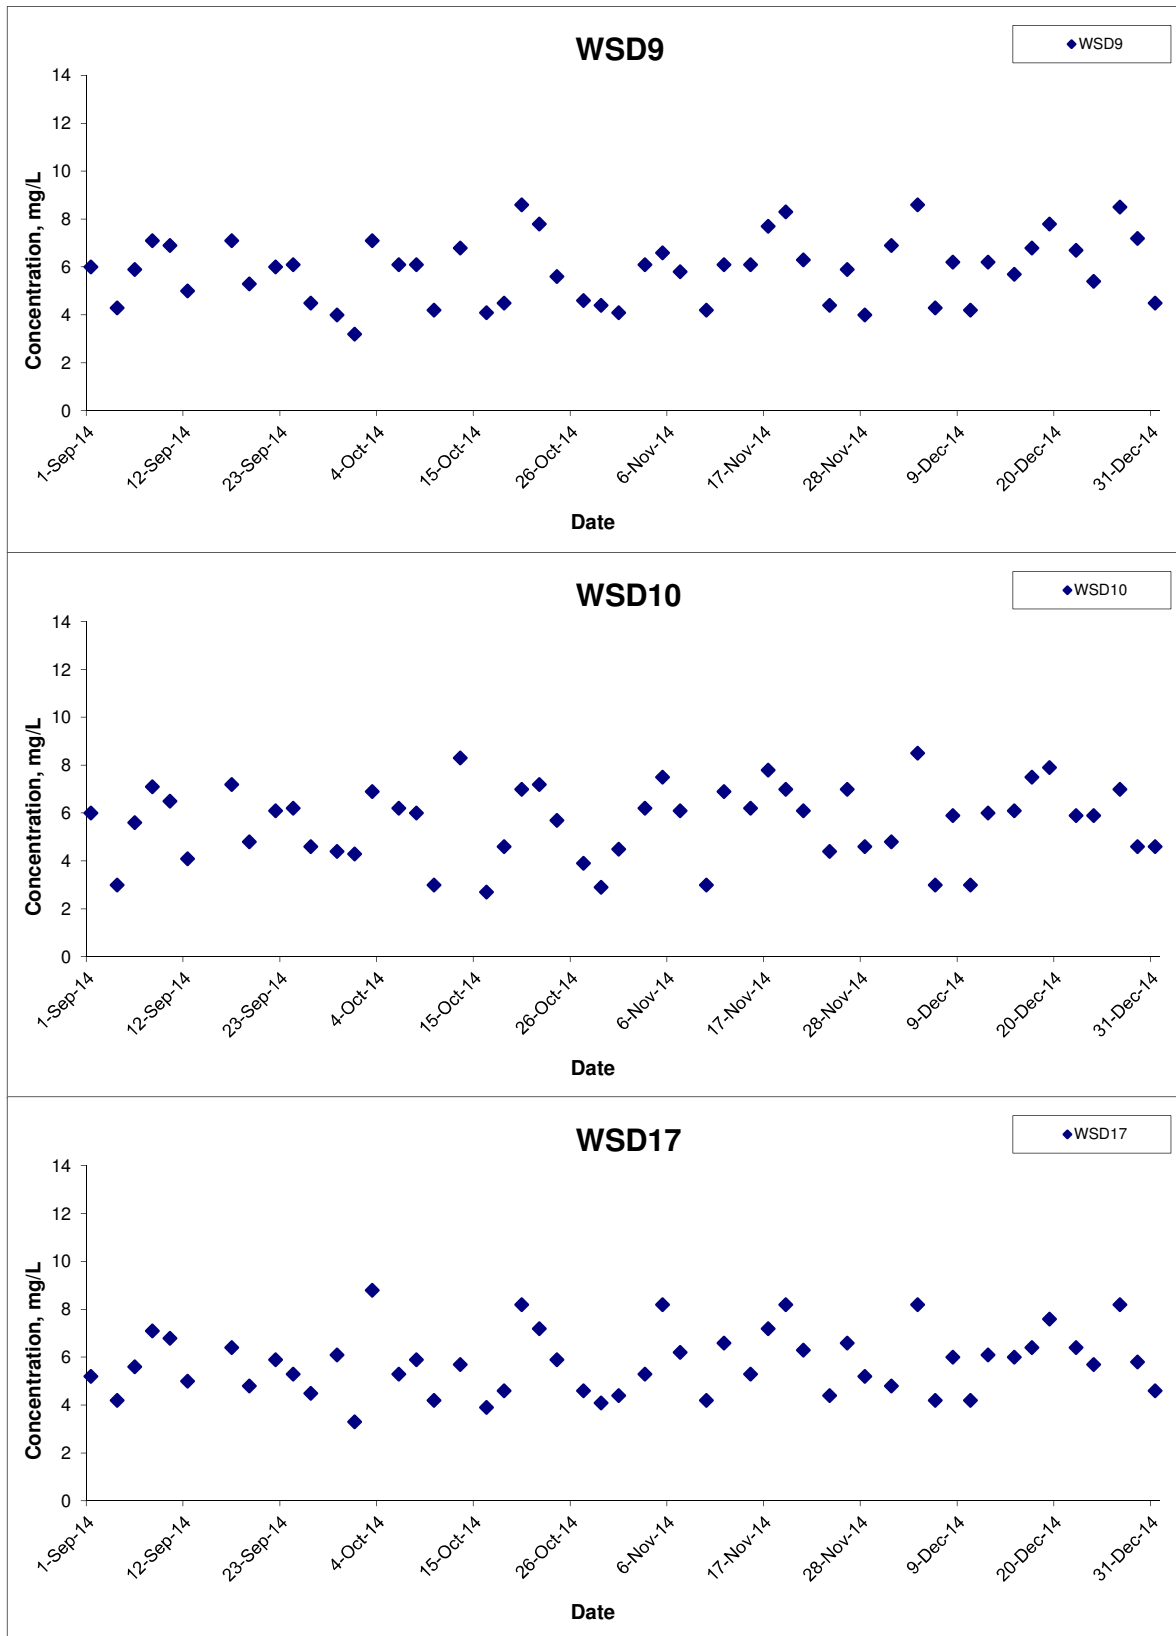 WSD9
WSD9
14
12
10
8
6
4
2
0
Concentration, mg/L
1-Sep-14
12-Sep-14
23-Sep-14
4-Oct-14
15-Oct-14
26-Oct-14
6-Nov-14
17-Nov-14
28-Nov-14
9-Dec-14
20-Dec-14
31-Dec-14
Date
WSD10
WSD10
14
12
10
8
6
4
2
0
Concentration, mg/L
1-Sep-14
12-Sep-14
23-Sep-14
4-Oct-14
15-Oct-14
26-Oct-14
6-Nov-14
17-Nov-14
28-Nov-14
9-Dec-14
20-Dec-14
31-Dec-14
Date
WSD17
WSD17
14
12
10
8
6
4
2
0
Concentration, mg/L
1-Sep-14
12-Sep-14
23-Sep-14
4-Oct-14
15-Oct-14
26-Oct-14
6-Nov-14
17-Nov-14
28-Nov-14
9-Dec-14
20-Dec-14
31-Dec-14
Date